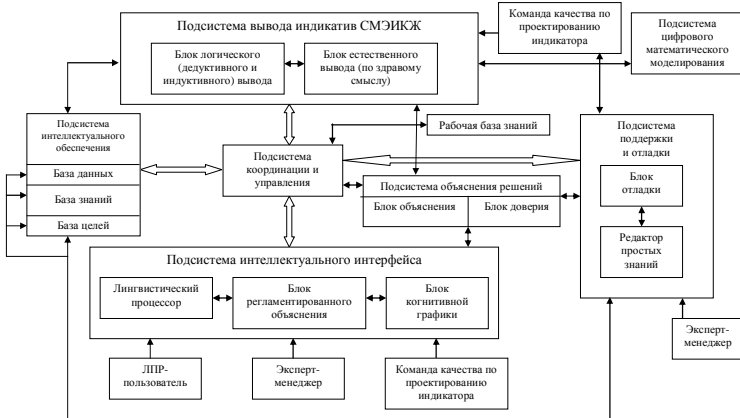 Подсистема вывода индикатив СМЭИКЖ
Блок логического
(дедуктивного и
индуктивного) вывода
Блок естественного
вывода (по здравому
смыслу)
Команда качества по
проектированию
индикатора
Подсистема
цифрового
математического
моделирования
Подсистема
интеллектуального
обеспечения
База данных
База знаний
База целей
Подсистема
координации и
управления
Рабочая база знаний
Подсистема объяснения решений
Блок объяснения
Блок доверия
Подсистема
поддержки
и отладки
Блок
отладки
Редактор
простых
знаний
Подсистема интеллектуального интерфейса
Лингвистический
процессор
Блок
регламентированного
объяснения
Блок
когнитивной
графики
ЛПР-
пользователь
Эксперт-
менеджер
Команда качества по
проектированию
индикатора
Эксперт-
менеджер